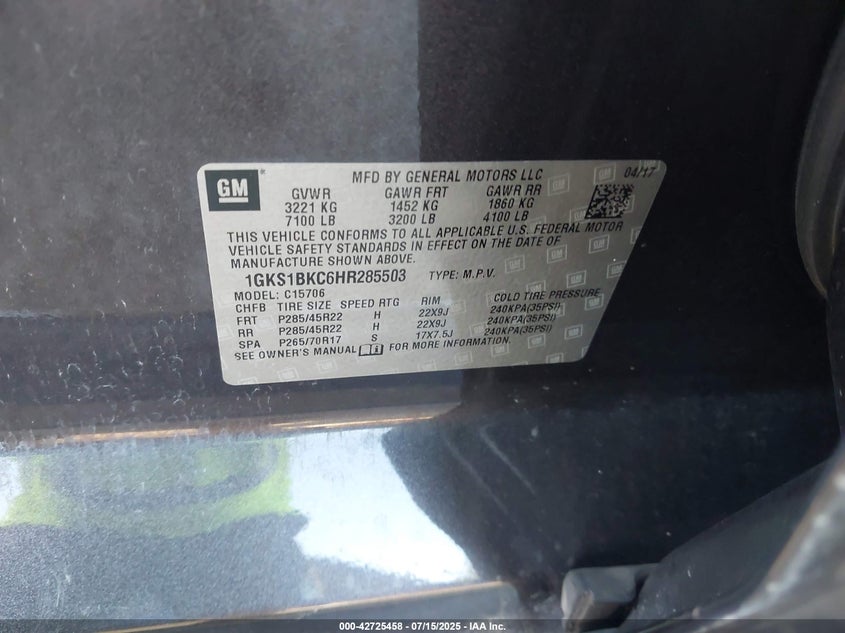 GM
MFD BY GENERAL MOTORS LLC 04/17
GVWR GAWR FRT GAWR RR
3221 KG 1452 KG 1860 KG
7100 LB 3200 LB 4100 LB
THIS VEHICLE CONFORMS TO ALL APPLICABLE U.S. FEDERAL MOTOR
VEHICLE SAFETY STANDARDS IN EFFECT ON THE DATE OF
MANUFACTURE SHOWN ABOVE.
1GKS1BKC6HR285503 TYPE: M.P.V.
MODEL: C15706
CHFB TIRE SIZE SPEED RTG RIM COLD TIRE PRESSURE
FRT P285/45R22 H 22X9J 240KPA(35PSI)
RR P285/45R22 H 22X9J 240KPA(35PSI)
SPA P265/70R17 S 17X7.5J 240KPA(35PSI)
SEE OWNER'S MANUAL FOR MORE INFORMATION.
000-42725458 - 07/15/2025 - IAA Inc.